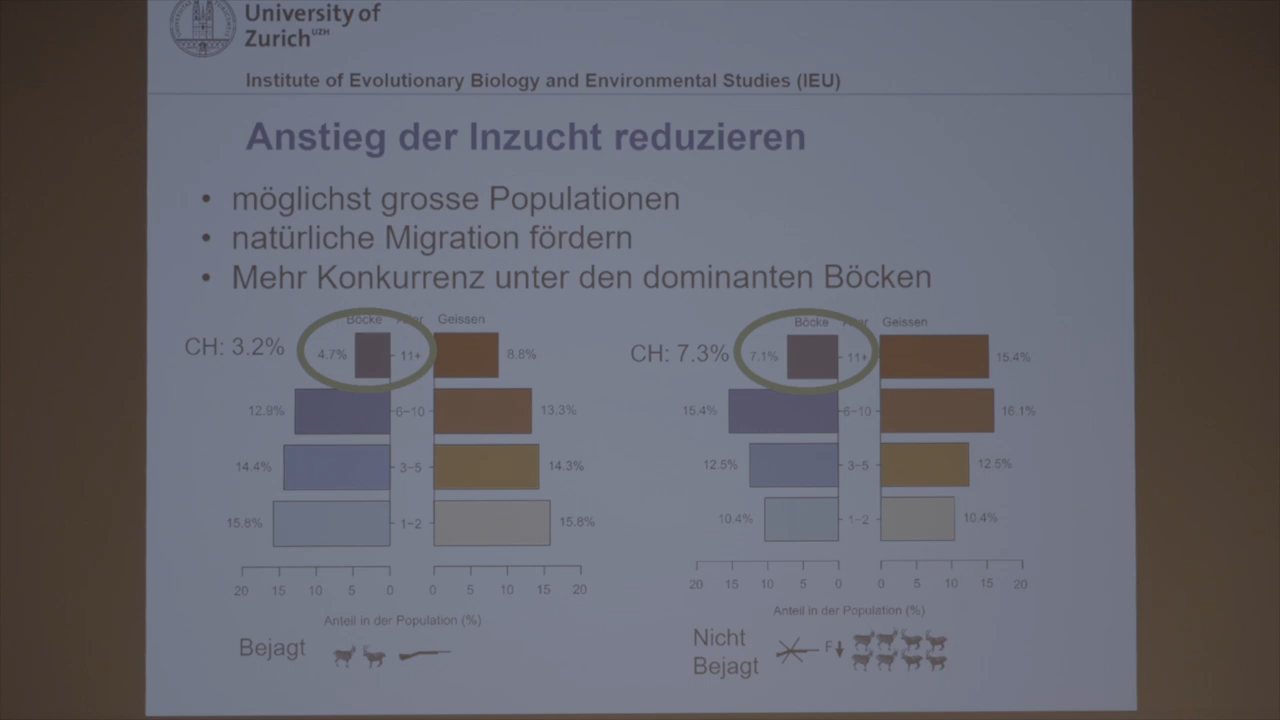 University of
Zurich UZH
Institute of Evolutionary Biology and Environmental Studies (IEU)
Anstieg der Inzucht reduzieren
• möglichst grosse Populationen
• natürliche Migration fördern
• Mehr Konkurrenz unter den dominanten Böcken
Böcke Alter Geissen
CH: 3.2%
4.7% 11+ 8.8%
12.9% 6–10 13.3%
14.4% 3–5 14.3%
15.8% 1–2 15.8%
20 15 10 5 0 0 5 10 15 20
Anteil in der Population (%)
Bejagt
Böcke Alter Geissen
CH: 7.3%
7.1% 11+ 15.4%
15.4% 6–10 16.1%
12.5% 3–5 12.5%
10.4% 1–2 10.4%
20 15 10 5 0 0 5 10 15 20
Anteil in der Population (%)
Nicht
Bejagt
F